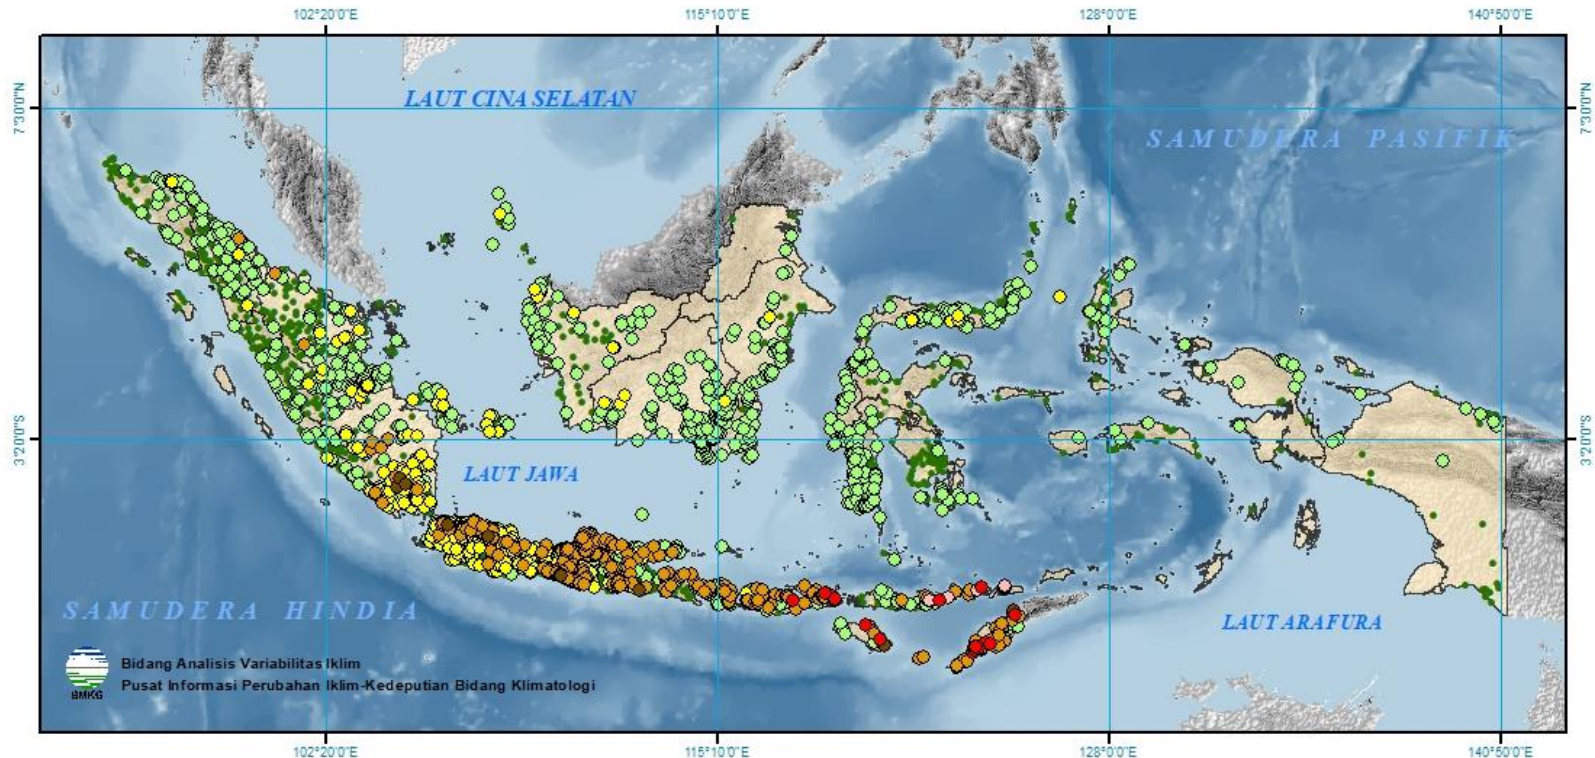 102°20'0"E 115°10'0"E 128°0'0"E 140°50'0"E
7°30'0"N 7°30'0"N
LAUT CINA SELATAN
SAMUDERA PASIFIK
3°20'0"S 3°20'0"S
LAUT JAWA
SAMUDERA HINDIA
LAUT ARAFURA
Bidang Analisis Variabilitas Iklim
BMKG
Pusat Informasi Perubahan Iklim-Kedeputian Bidang Klimatologi
102°20'0"E 115°10'0"E 128°0'0"E 140°50'0"E